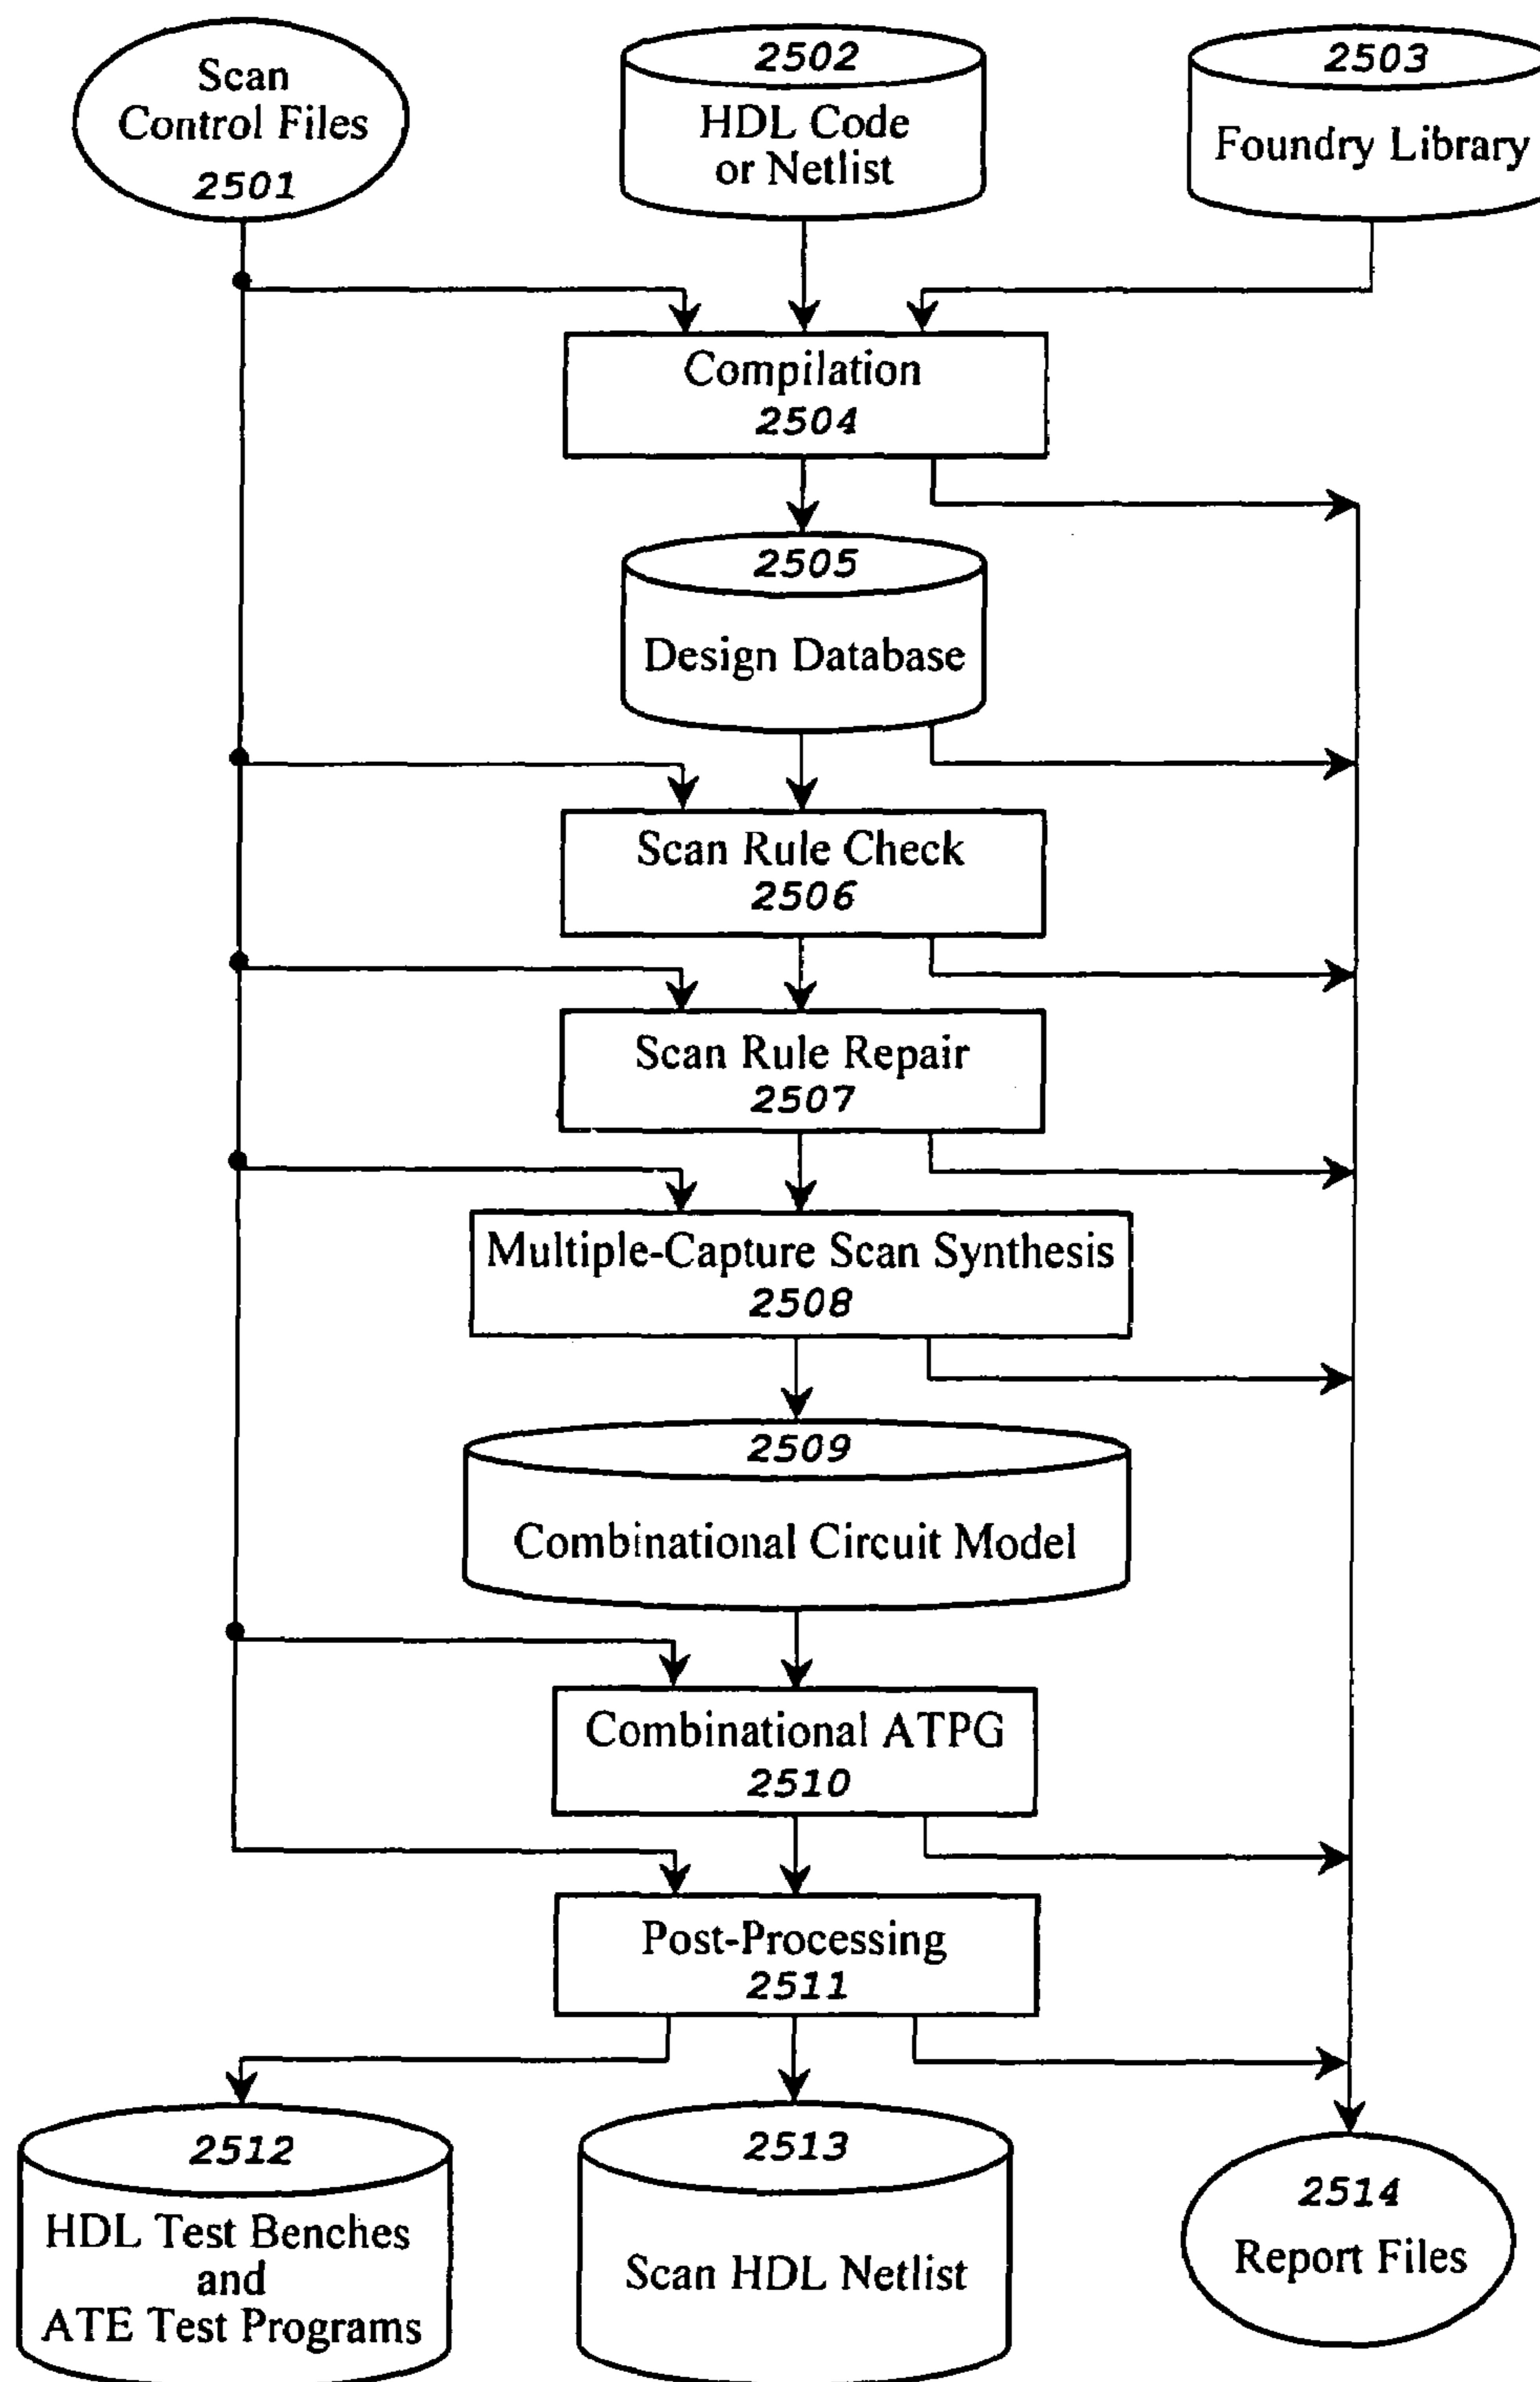 Scan
Control Files
2501
2502
HDL Code
or Netlist
2503
Foundry Library
Compilation
2504
2505
Design Database
Scan Rule Check
2506
Scan Rule Repair
2507
Multiple-Capture Scan Synthesis
2508
2509
Combinational Circuit Model
Combinational ATPG
2510
Post-Processing
2511
2512
HDL Test Benches
and
ATE Test Programs
2513
Scan HDL Netlist
2514
Report Files